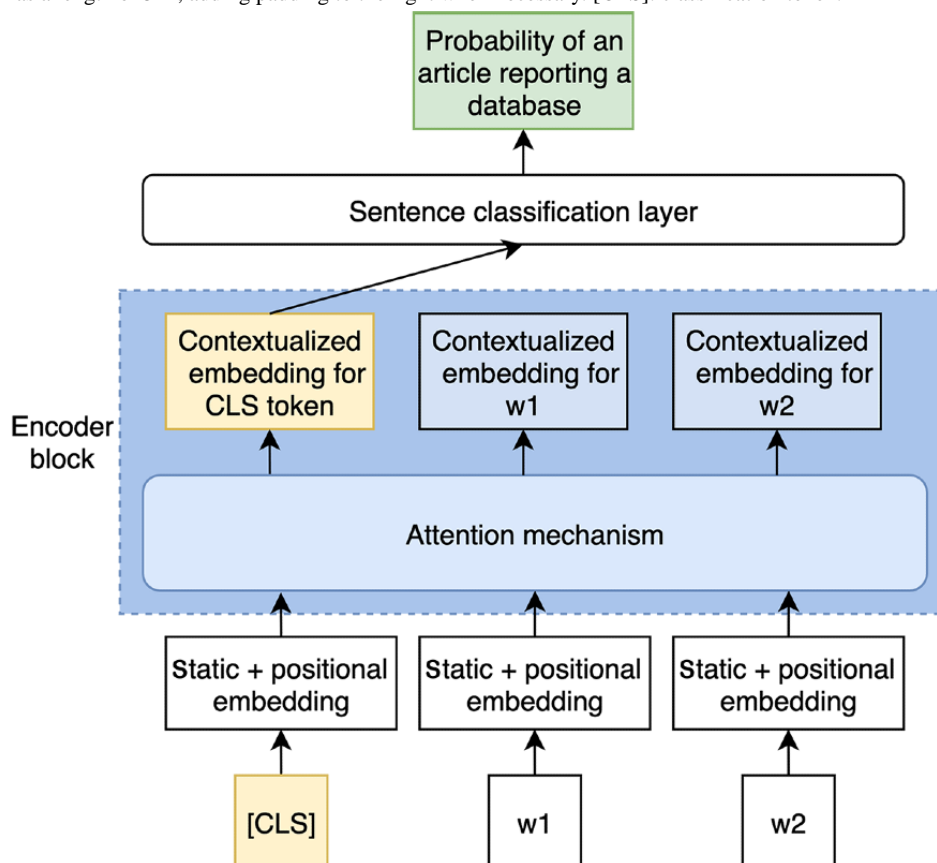 Probability of an
article reporting a
database
Sentence classification layer
Contextualized
embedding for
CLS token
Contextualized
embedding for
w1
Contextualized
embedding for
w2
Encoder
block
Attention mechanism
Static + positional
embedding
Static + positional
embedding
Static + positional
embedding
[CLS]
w1
w2